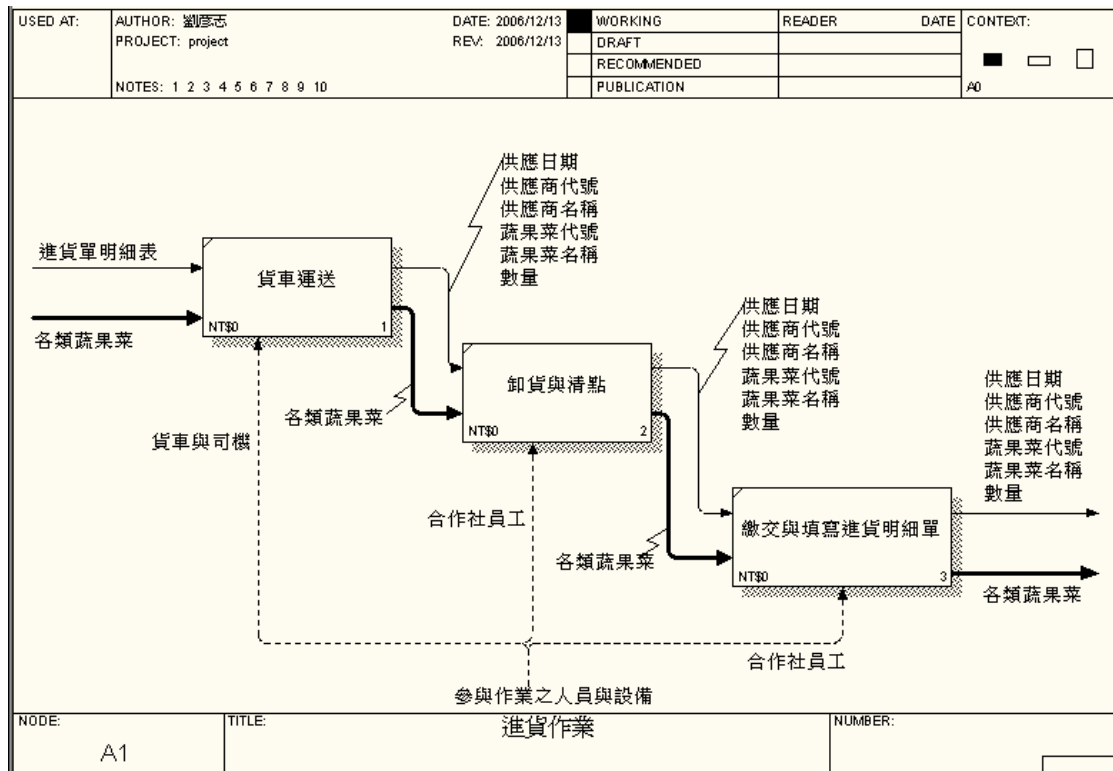 USED AT:
AUTHOR: 劉彥志
DATE: 2006/12/13
PROJECT: project
REV: 2006/12/13
NOTES: 1 2 3 4 5 6 7 8 9 10
WORKING
DRAFT
RECOMMENDED
PUBLICATION
READER
DATE
CONTEXT:
A0
進貨單明細表
各類蔬果菜
貨車運送
NT$0
1
供應日期
供應商代號
供應商名稱
蔬果菜代號
蔬果菜名稱
數量
各類蔬果菜
貨車與司機
卸貨與清點
NT$0
2
供應日期
供應商代號
供應商名稱
蔬果菜代號
蔬果菜名稱
數量
合作社員工
各類蔬果菜
繳交與填寫進貨明細單
NT$0
3
供應日期
供應商代號
供應商名稱
蔬果菜代號
蔬果菜名稱
數量
各類蔬果菜
合作社員工
參與作業之人員與設備
NODE:
A1
TITLE:
進貨作業
NUMBER: